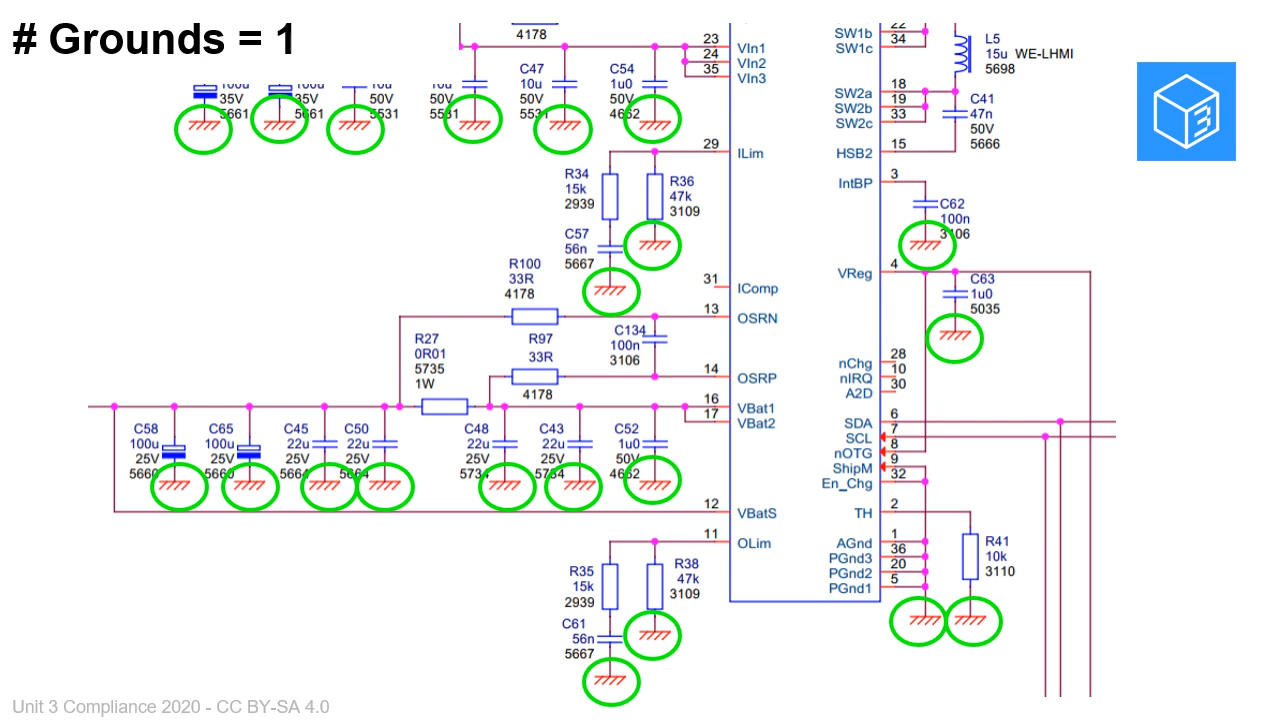 # Grounds = 1
4178
23
VIn1
24
VIn2
35
VIn3
35V
5661
35V
5661
50V
5531
50V
5531
C47
10u
50V
5531
C54
1u0
50V
4662
22
SW1b
34
SW1c
L5
15u WE-LHMI
5698
18
SW2a
19
SW2b
33
SW2c
C41
47n
50V
5666
15
HSB2
29
ILim
3
IntBP
R34
15k
2939
R36
47k
3109
C57
56n
5667
C62
100n
3106
4
VReg
C63
1u0
5035
R100
33R
4178
31
IComp
13
OSRN
R27
0R01
5735
1W
R97
33R
4178
C134
100n
3106
14
OSRP
28
nChg
10
nIRQ
30
A2D
16
VBat1
17
VBat2
6
SDA
7
SCL
8
nOTG
9
ShipM
32
En_Chg
C58
100u
25V
5660
C65
100u
25V
5660
C45
22u
25V
5664
C50
22u
25V
5664
C48
22u
25V
5734
C43
22u
25V
5734
C52
1u0
50V
4662
12
VBatS
2
TH
11
OLim
1
AGnd
36
PGnd3
20
PGnd2
5
PGnd1
R41
10k
3110
R35
15k
2939
R38
47k
3109
C61
56n
5667
3
Unit 3 Compliance 2020 - CC BY-SA 4.0